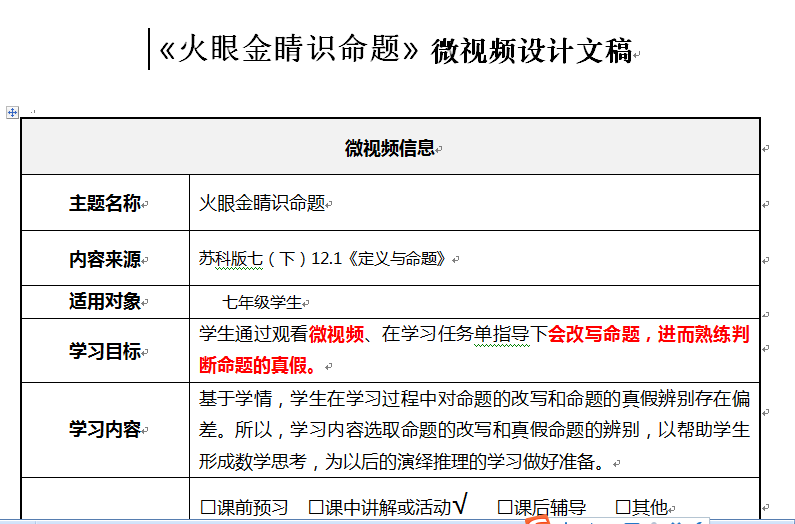 《火眼金睛识命题》微视频设计文稿
微视频信息
主题名称
火眼金睛识命题
内容来源
苏科版七（下）12.1《定义与命题》
适用对象
七年级学生
学习目标
学生通过观看微视频、在学习任务单指导下会改写命题，进而熟练判
断命题的真假。
学习内容
基于学情，学生在学习过程中对命题的改写和命题的真假辨别存在偏
差。所以，学习内容选取命题的改写和真假命题的辨别，以帮助学生
形成数学思考，为以后的演绎推理的学习做好准备。
□课前预习 □课中讲解或活动√ □课后辅导 □其他